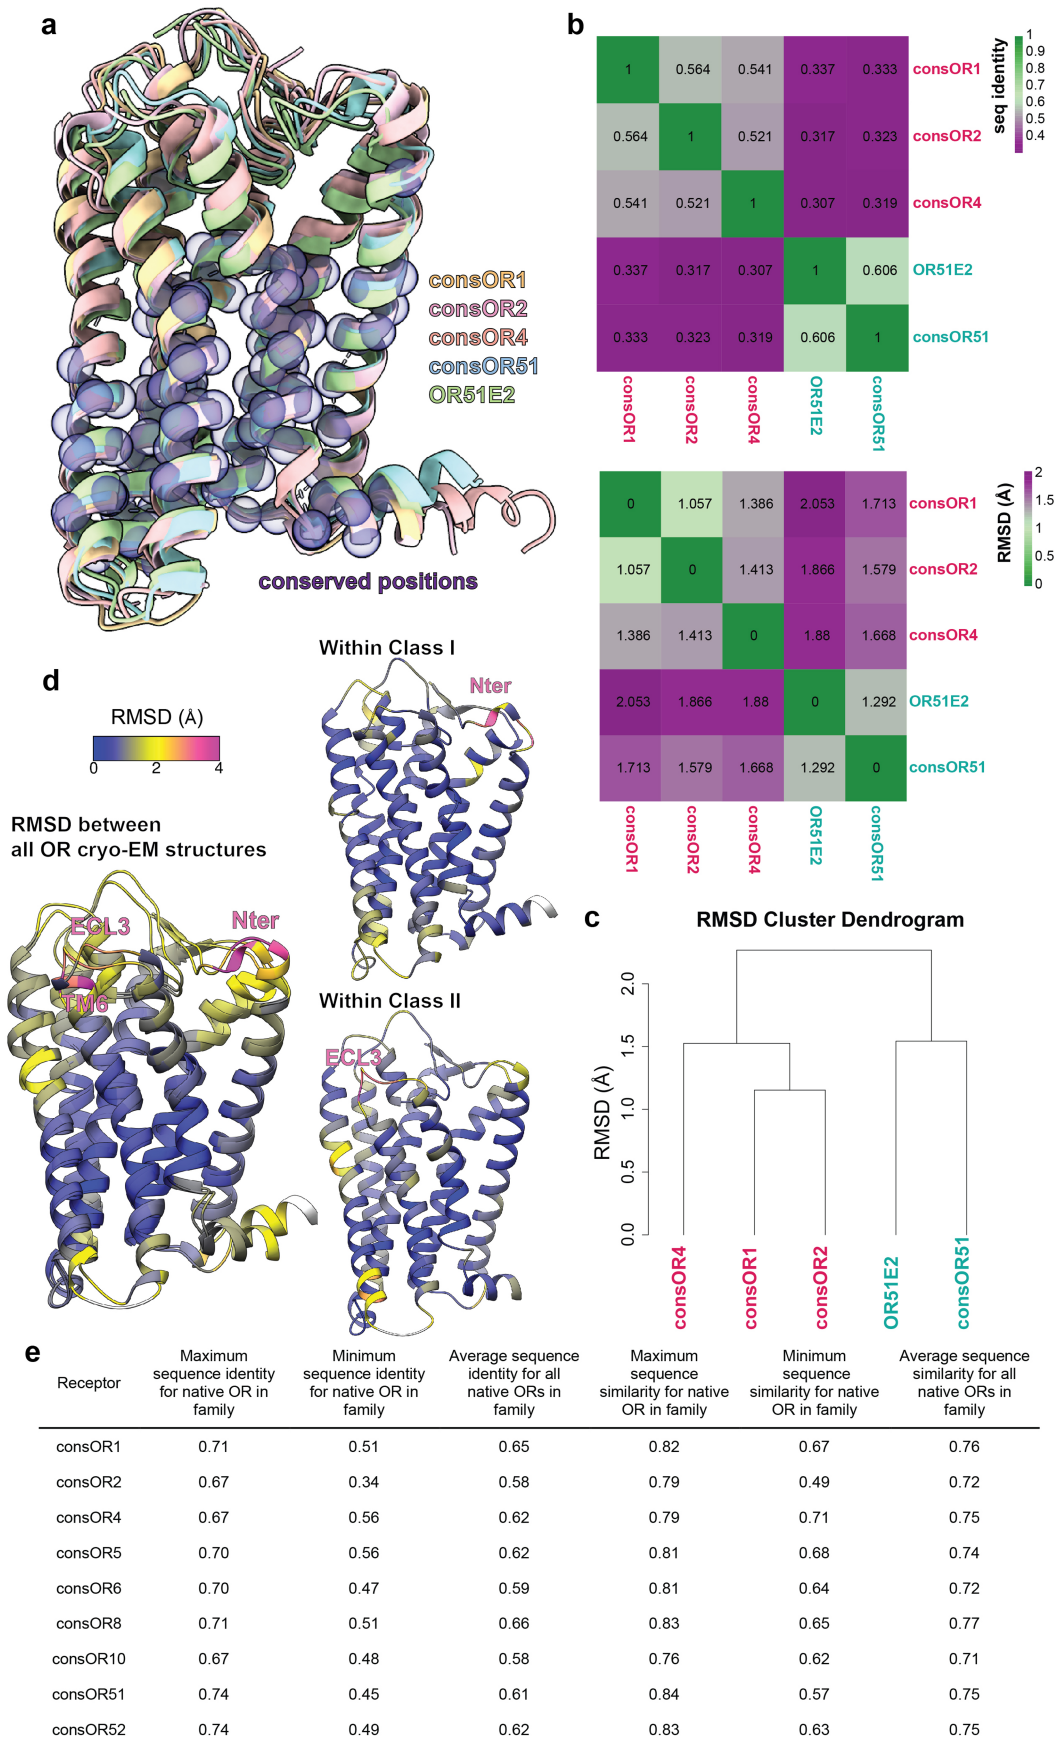 a
consOR1
consOR2
consOR4
consOR51
OR51E2
conserved positions
b
1 0.564 0.541 0.337 0.333 consOR1
0.564 1 0.521 0.317 0.323 consOR2
0.541 0.521 1 0.307 0.319 consOR4
0.337 0.317 0.307 1 0.606 OR51E2
0.333 0.323 0.319 0.606 1 consOR51
consOR1 consOR2 consOR4 OR51E2 consOR51
seq identity
1
0.9
0.8
0.7
0.6
0.5
0.4
0 1.057 1.386 2.053 1.713 consOR1
1.057 0 1.413 1.866 1.579 consOR2
1.386 1.413 0 1.88 1.668 consOR4
2.053 1.866 1.88 0 1.292 OR51E2
1.713 1.579 1.668 1.292 0 consOR51
consOR1 consOR2 consOR4 OR51E2 consOR51
RMSD (Å)
2
1.5
1
0.5
0
d
RMSD (Å)
0 2 4
RMSD between
all OR cryo-EM structures
ECL3
Nter
TM6
Within Class I
Nter
Within Class II
ECL3
c
RMSD Cluster Dendrogram
RMSD (Å)
2.0
1.5
1.0
0.5
0.0
consOR4 consOR1 consOR2 OR51E2 consOR51
e
Receptor
Maximum
sequence identity
for native OR in
family
Minimum
sequence identity
for native OR in
family
Average sequence
identity for all
native ORs in
family
Maximum
sequence
similarity for native
OR in family
Minimum
sequence
similarity for native
OR in family
Average sequence
similarity for all
native ORs in
family
consOR1 0.71 0.51 0.65 0.82 0.67 0.76
consOR2 0.67 0.34 0.58 0.79 0.49 0.72
consOR4 0.67 0.56 0.62 0.79 0.71 0.75
consOR5 0.70 0.56 0.62 0.81 0.68 0.74
consOR6 0.70 0.47 0.59 0.81 0.64 0.72
consOR8 0.71 0.51 0.66 0.83 0.65 0.77
consOR10 0.67 0.48 0.58 0.76 0.62 0.71
consOR51 0.74 0.45 0.61 0.84 0.57 0.75
consOR52 0.74 0.49 0.62 0.83 0.63 0.75